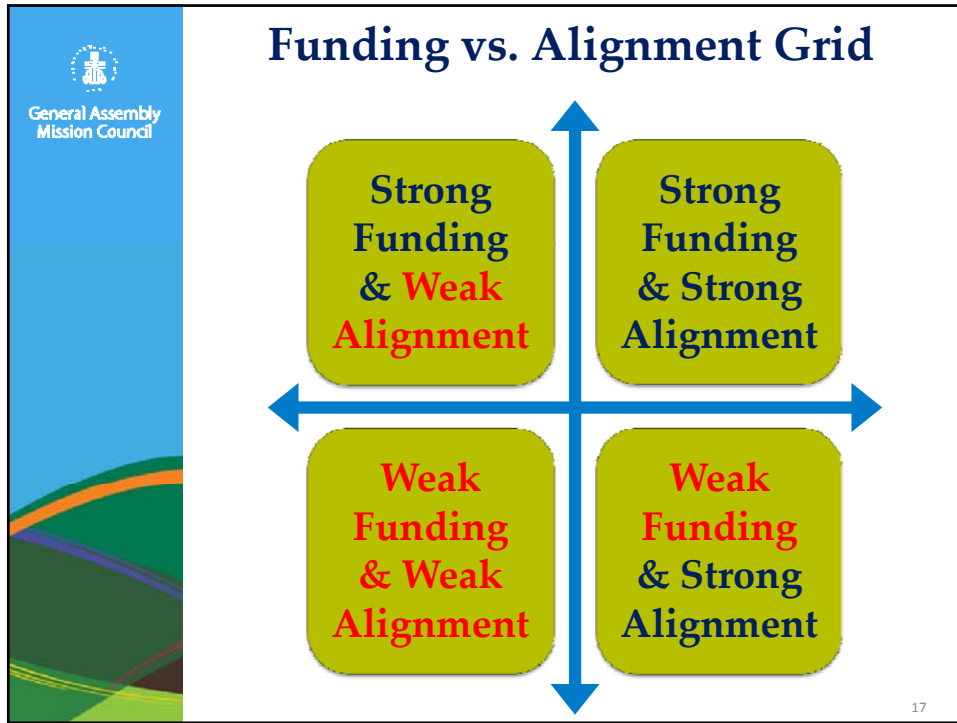 Funding vs. Alignment Grid
General Assembly
Mission Council
Strong
Funding
& Weak
Alignment
Strong
Funding
& Strong
Alignment
Weak
Funding
& Weak
Alignment
Weak
Funding
& Strong
Alignment
17